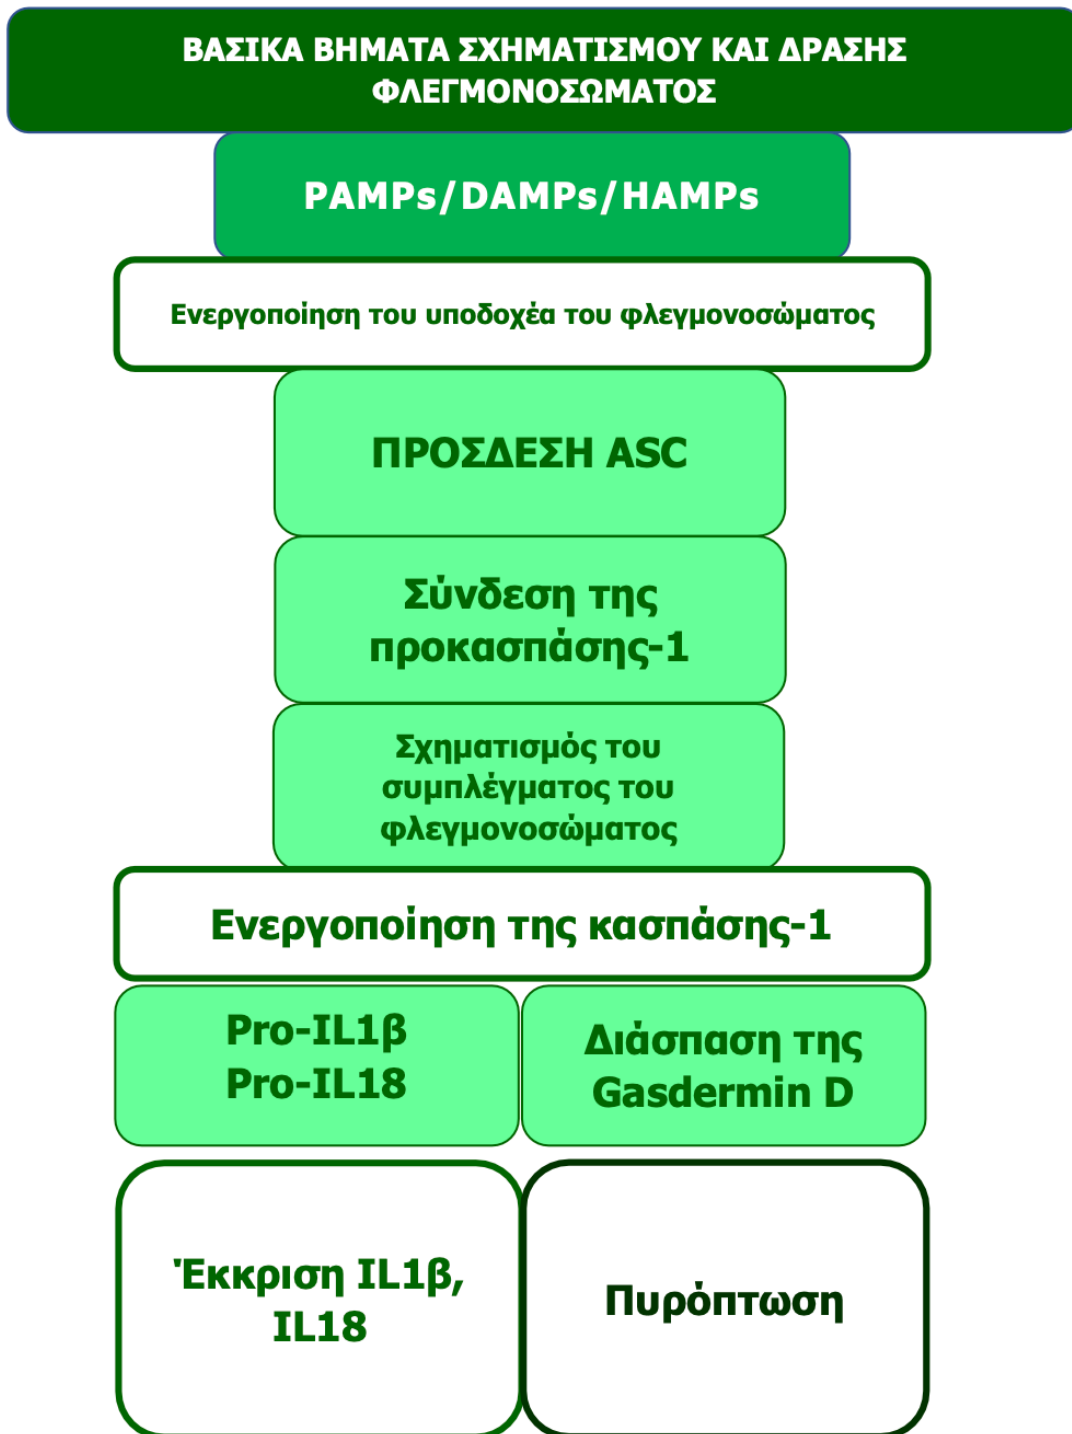 ΒΑΣΙΚΑ ΒΗΜΑΤΑ ΣΧΗΜΑΤΙΣΜΟΥ ΚΑΙ ΔΡΑΣΗΣ
ΦΛΕΓΜΟΝΟΣΩΜΑΤΟΣ
PAMPs/DAMPs/HAMPs
Ενεργοποίηση του υποδοχέα του φλεγμονοσώματος
ΠΡΟΣΔΕΣΗ ASC
Σύνδεση της
προκασπάσης-1
Σχηματισμός του
συμπλέγματος του
φλεγμονοσώματος
Ενεργοποίηση της κασπάσης-1
Pro-IL1β
Pro-IL18
Διάσπαση της
Gasdermin D
Έκκριση IL1β,
IL18
Πυρόπτωση